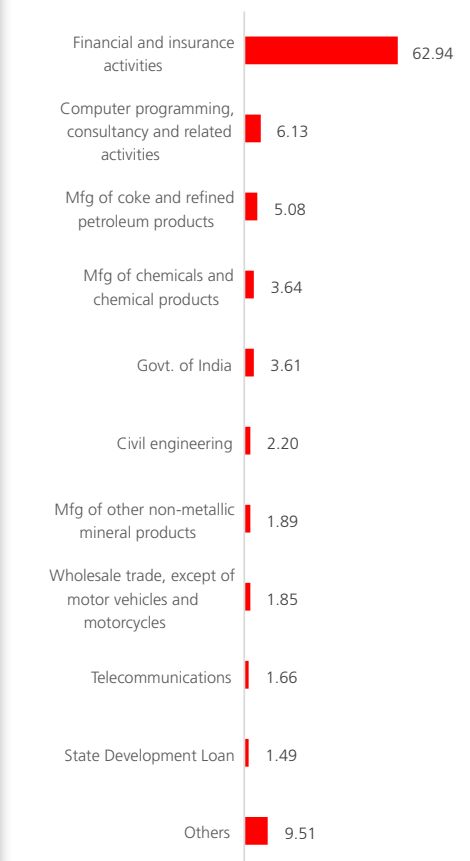 Financial and insurance
activities
62.94
Computer programming,
consultancy and related
activities
6.13
Mfg of coke and refined
petroleum products
5.08
Mfg of chemicals and
chemical products
3.64
Govt. of India
3.61
Civil engineering
2.20
Mfg of other non-metallic
mineral products
1.89
Wholesale trade, except of
motor vehicles and
motorcycles
1.85
Telecommunications
1.66
State Development Loan
1.49
Others
9.51